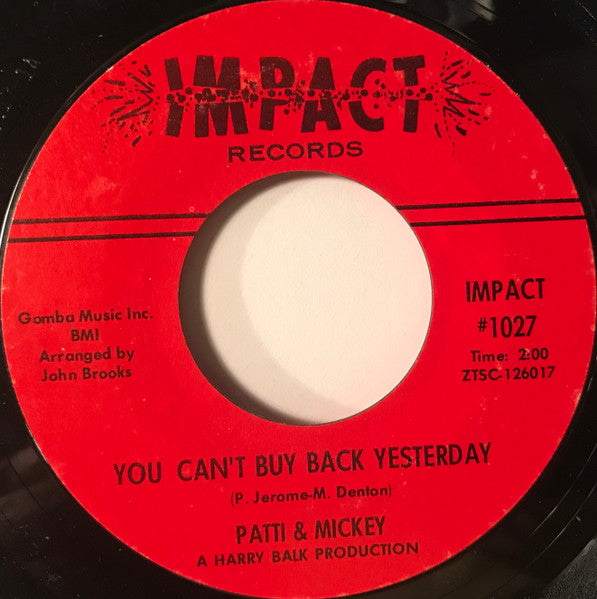 IMPACT
RECORDS
Gomba Music Inc.
BMI
Arranged by
John Brooks
IMPACT
#1027
Time: 2:00
ZTSC-126017
YOU CAN'T BUY BACK YESTERDAY
(P. Jerome-M. Denton)
PATTI & MICKEY
A HARRY BALK PRODUCTION